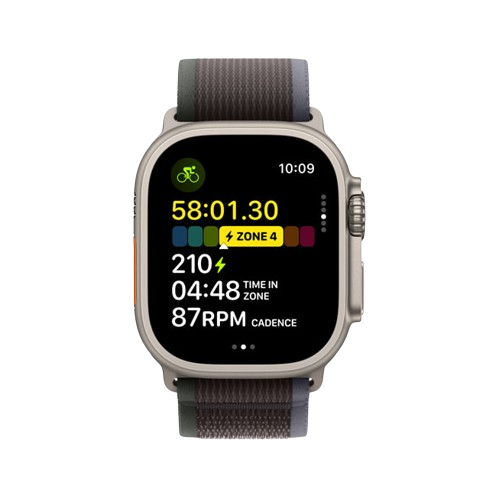 10:09
58:01.30
ZONE 4
210
04:48 TIME IN
ZONE
87RPM CADENCE